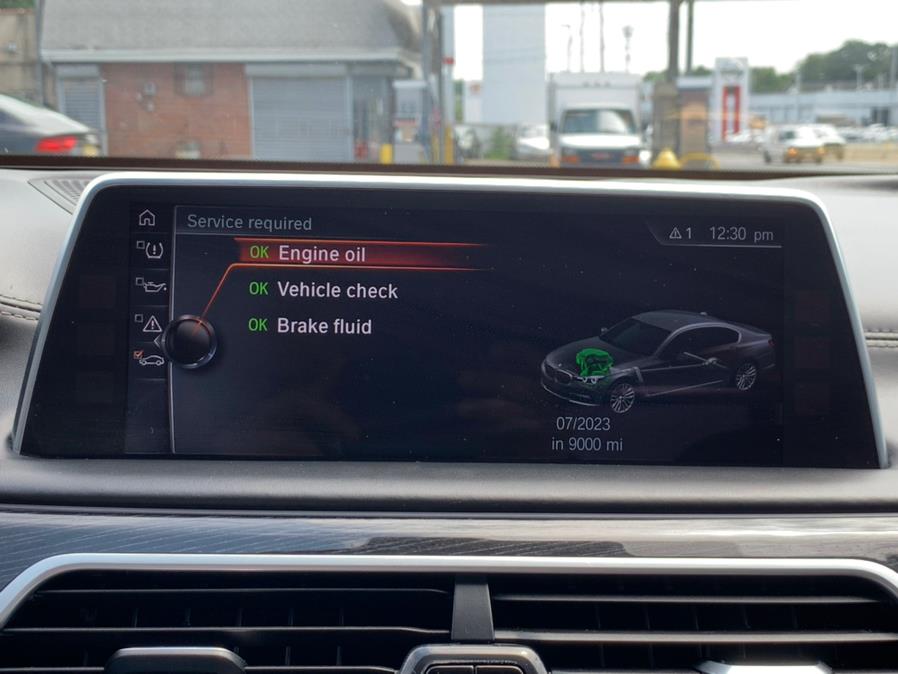 Service required
1 12:30 pm
OK Engine oil
OK Vehicle check
OK Brake fluid
07/2023
in 9000 mi